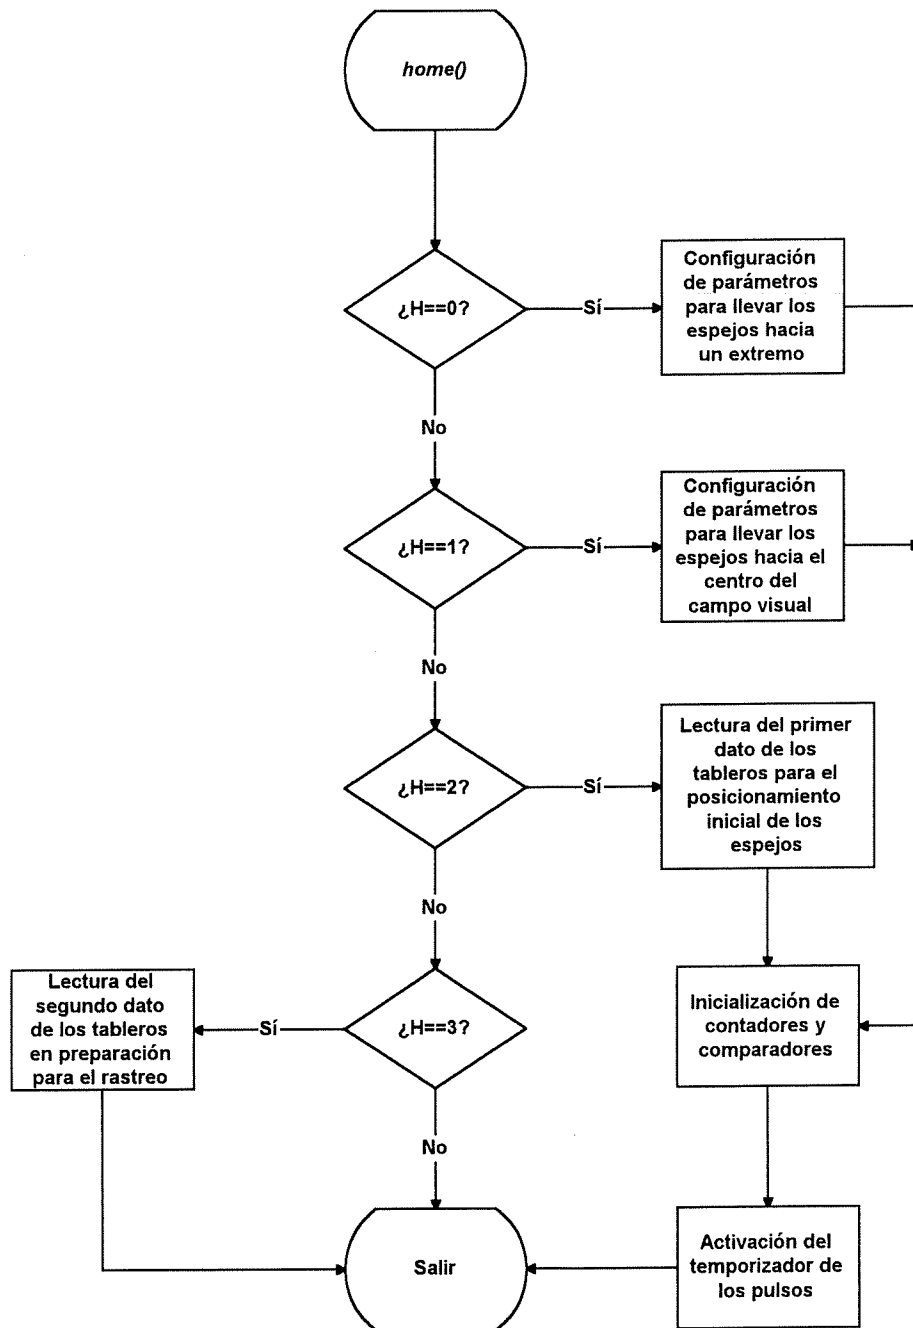 home()
¿H==0?
Sí
Configuración
de parámetros
para llevar los
espejos hacia
un extremo
No
¿H==1?
Sí
Configuración
de parámetros
para llevar los
espejos hacia el
centro del
campo visual
No
¿H==2?
Sí
Lectura del primer
dato de los
tableros para el
posicionamiento
inicial de los
espejos
No
Lectura del
segundo dato
de los tableros
en preparación
para el rastreo
Sí
¿H==3?
Inicialización de
contadores y
comparadores
No
Salir
Activación del
temporizador de
los pulsos